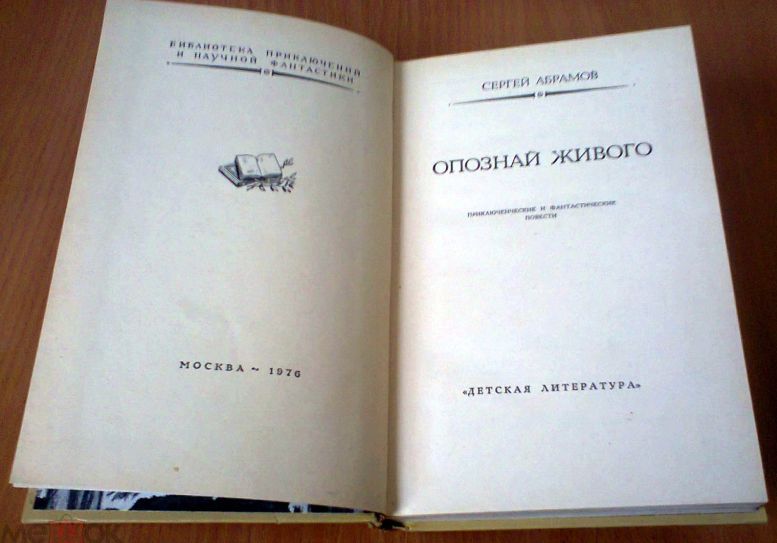 БИБЛИОТЕКА ПРИКЛЮЧЕНИЙ
И НАУЧНОЙ ФАНТАСТИКИ
МОСКВА ~ 1976
СЕРГЕЙ АБРАМОВ
ОПОЗНАЙ ЖИВОГО
ПРИКЛЮЧЕНЧЕСКИЕ И ФАНТАСТИЧЕСКИЕ
ПОВЕСТИ
«ДЕТСКАЯ ЛИТЕРАТУРА»